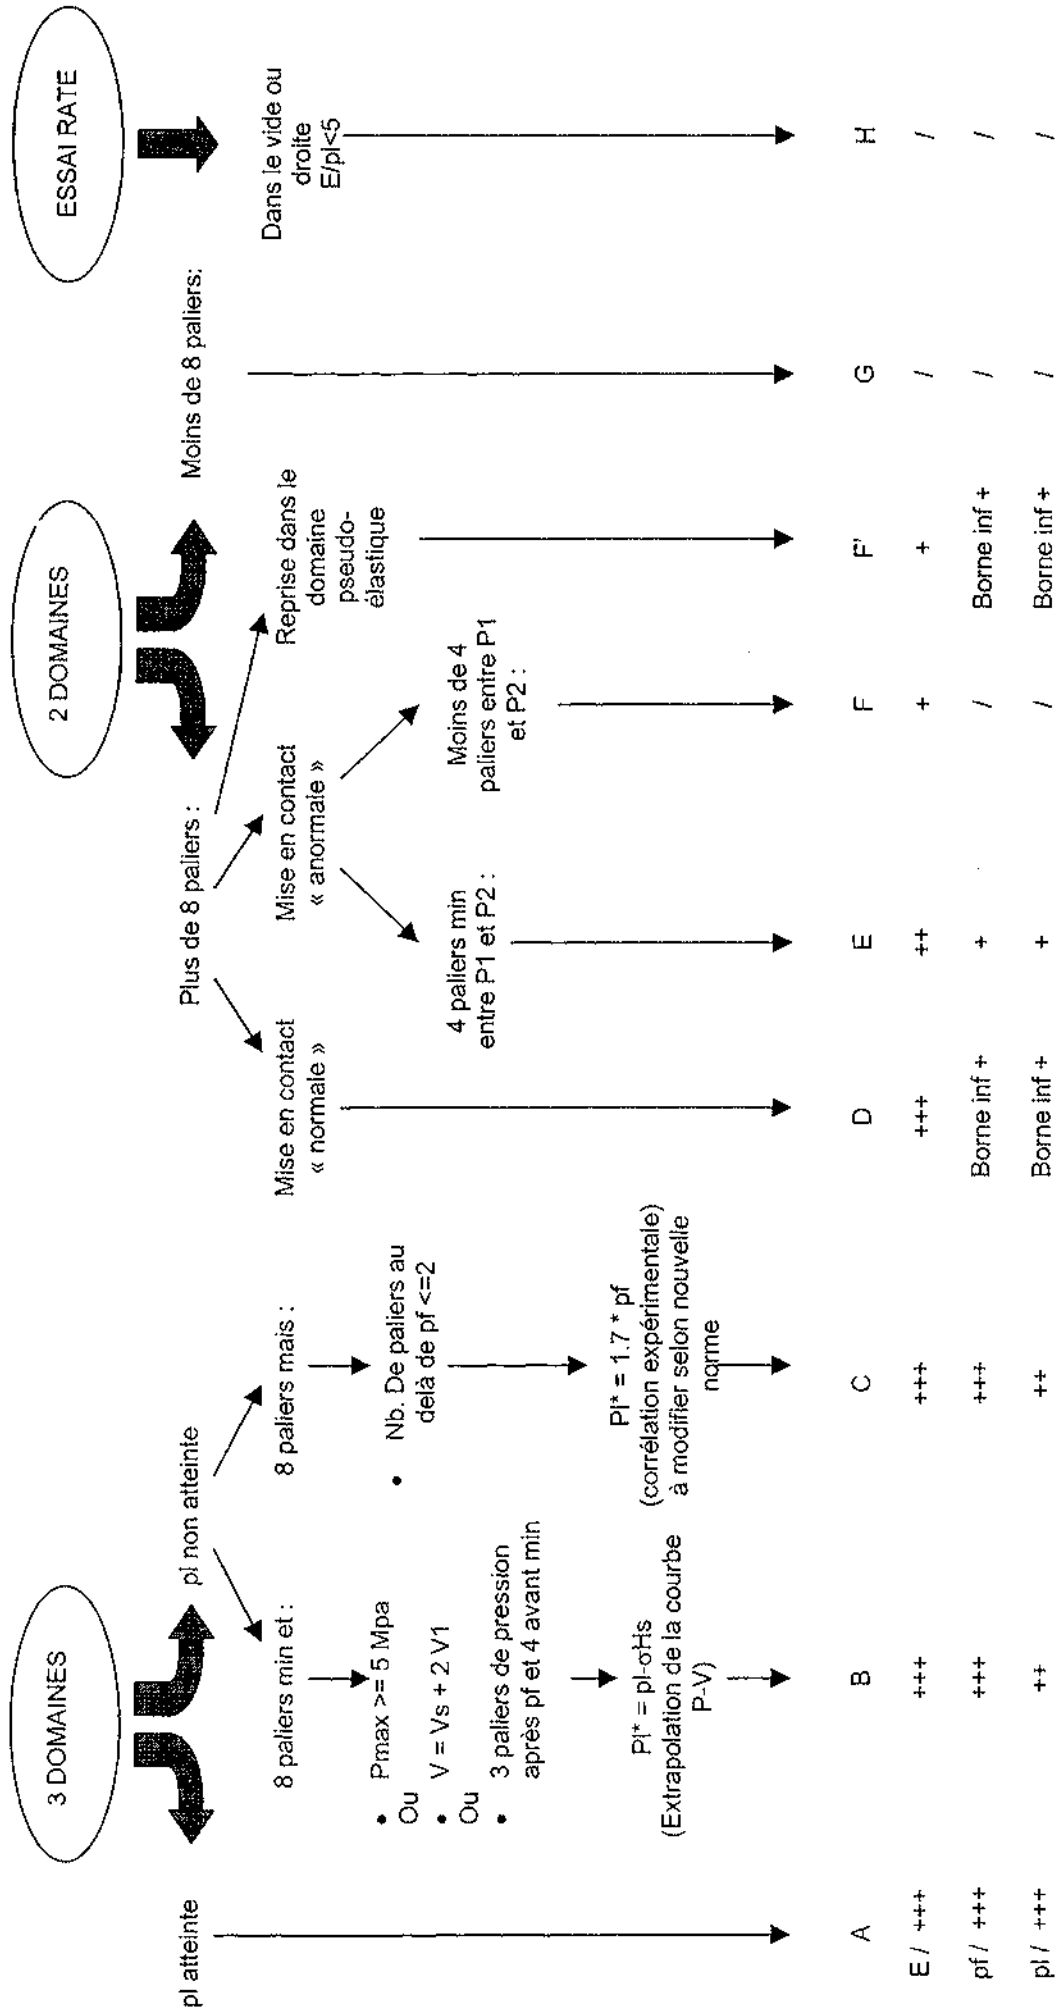 3 DOMAINES
2 DOMAINES
ESSAI RATE
pl atteinte
pl non atteinte
Plus de 8 paliers :
Moins de 8 paliers:
8 paliers min et :
8 paliers mais :
Mise en contact
« normale »
Mise en contact
« anormale »
Reprise dans le
domaine
pseudo-
élastique
Dans le vide ou
droite
E/pl<5
• Pmax >= 5 Mpa
Ou
• V = Vs + 2 V1
Ou
• 3 paliers de pression
après pf et 4 avant min
• Nb. De paliers au
delà de pf <=2
4 paliers min
entre P1 et P2 :
Moins de 4
paliers entre P1
et P2 :
Pl* = pl-σHs
(Extrapolation de la courbe
P-V)
Pl* = 1.7 * pf
(corrélation expérimentale)
à modifier selon nouvelle
norme
A B C D E F F' G H
E / +++ +++ +++ +++ ++ + + / /
pf / +++ +++ +++ Borne inf + + / Borne inf + / /
pl / +++ ++ ++ Borne inf + + / Borne inf + / /